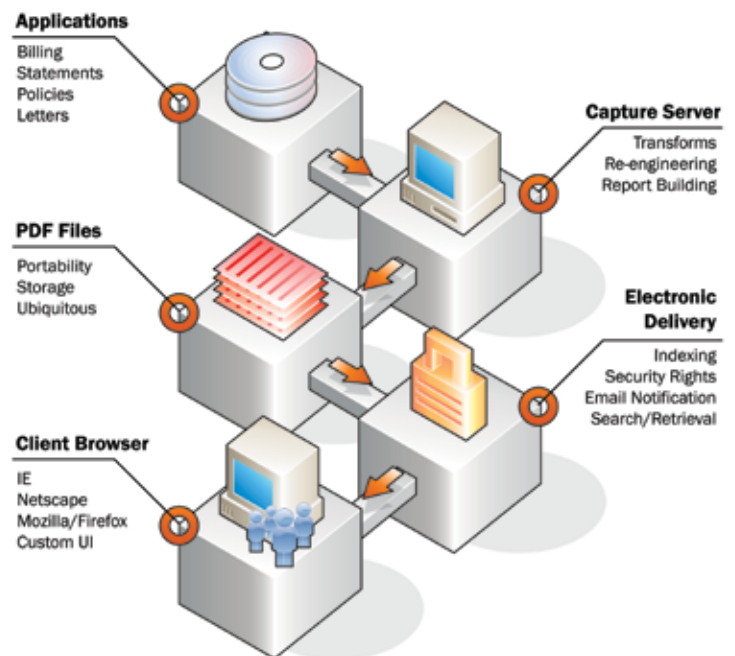 Applications
Billing
Statements
Policies
Letters
Capture Server
Transforms
Re-engineering
Report Building
PDF Files
Portability
Storage
Ubiquitous
Electronic
Delivery
Indexing
Security Rights
Email Notification
Search/Retrieval
Client Browser
IE
Netscape
Mozilla/Firefox
Custom UI